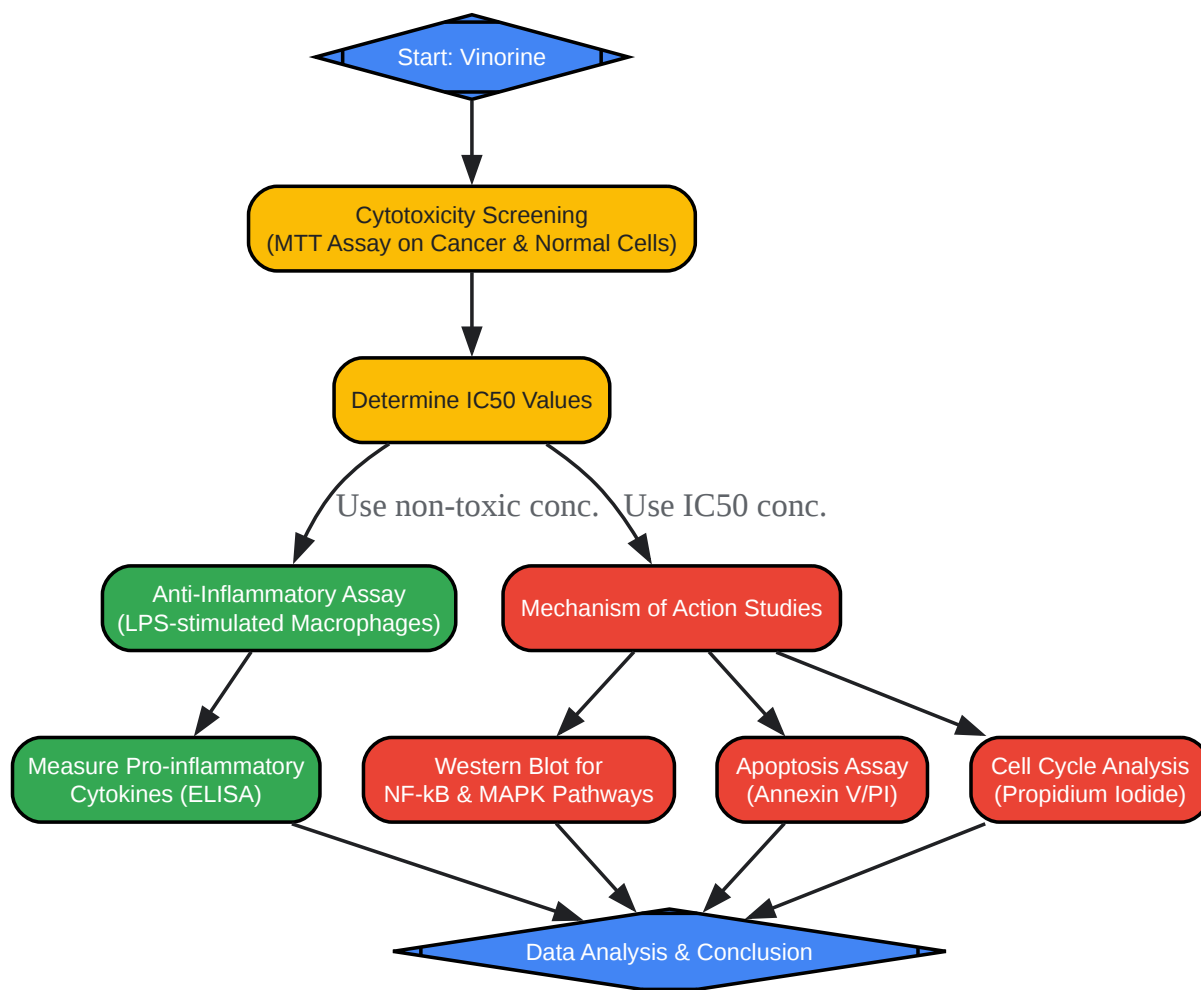 Start: Vinorine
Cytotoxicity Screening
(MTT Assay on Cancer & Normal Cells)
Determine IC50 Values
Use non-toxic conc.
Use IC50 conc.
Anti-Inflammatory Assay
(LPS-stimulated Macrophages)
Mechanism of Action Studies
Measure Pro-inflammatory
Cytokines (ELISA)
Western Blot for
NF-kB & MAPK Pathways
Apoptosis Assay
(Annexin V/PI)
Cell Cycle Analysis
(Propidium Iodide)
Data Analysis & Conclusion